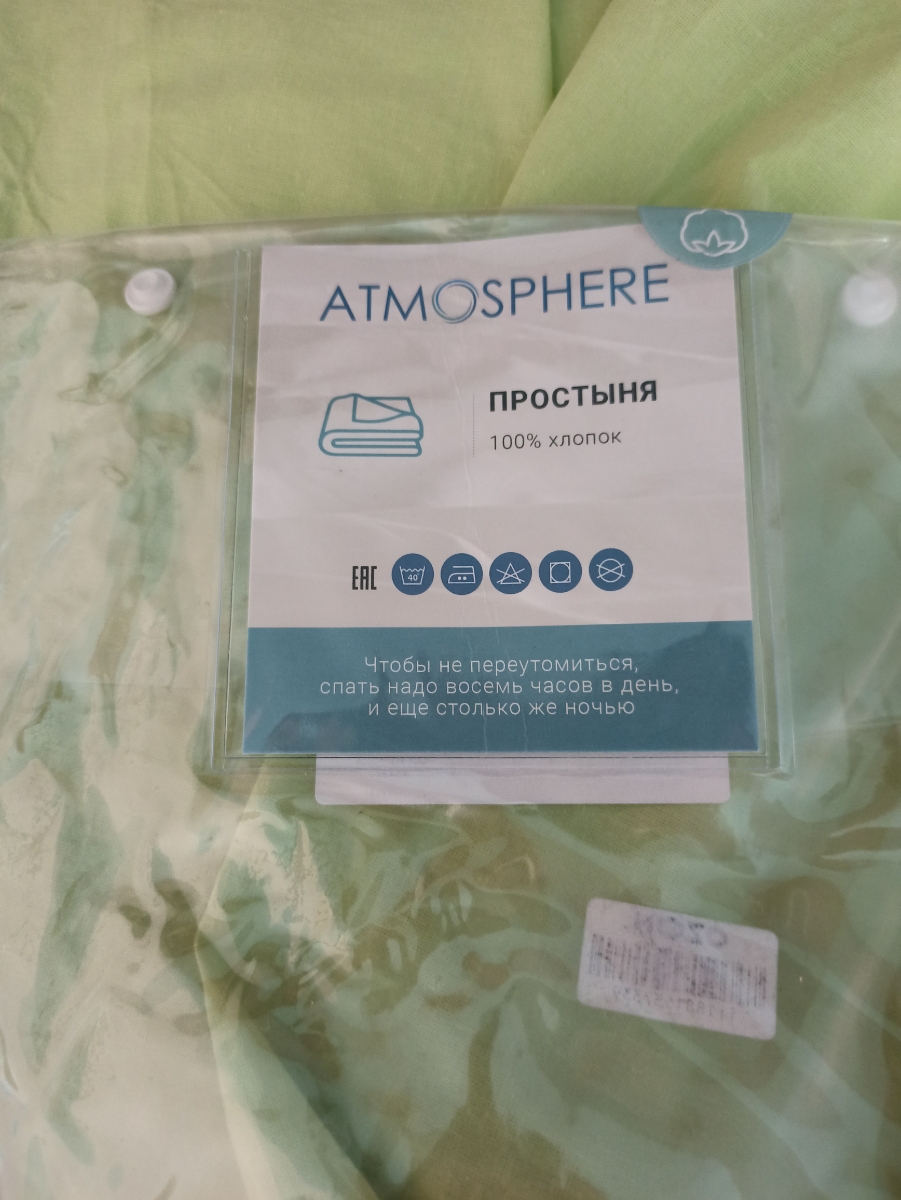 ATMOSPHERE
ПРОСТЫНЯ
100% хлопок
EAC
40
Чтобы не переутомиться,
спать надо восемь часов в день,
и еще столько же ночью